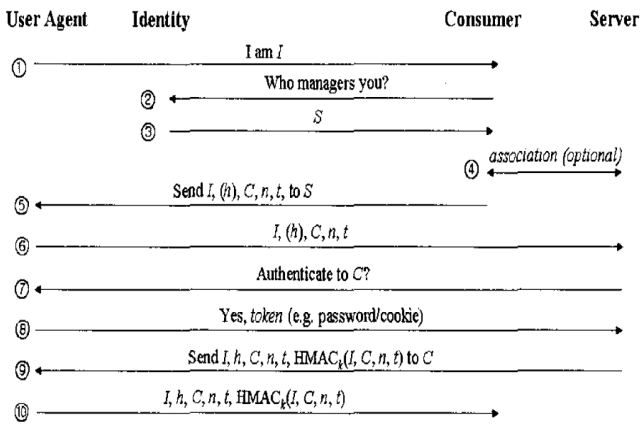 User Agent Identity Consumer Server
I am I
①
Who managers you?
②
S
③
④ association (optional)
Send I, (h), C, n, t, to S
⑤
I, (h), C, n, t
⑥
Authenticate to C?
⑦
Yes, token (e.g. password/cookie)
⑧
Send I, h, C, n, t, HMACk(I, C, n, t) to C
⑨
I, h, C, n, t, HMACk(I, C, n, t)
⑩